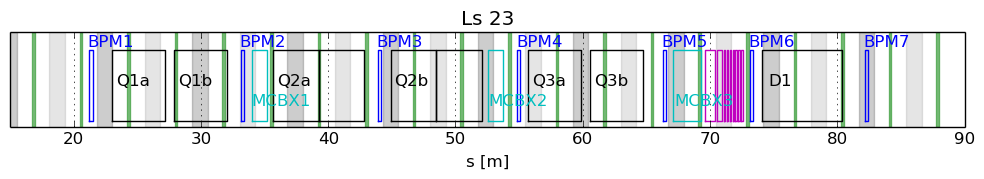 Ls 23
BPM1 BPM2 BPM3 BPM4 BPM5 BPM6 BPM7
Q1a Q1b Q2a Q2b Q3a Q3b D1
MCBX1 MCBX2 MCBX3
20 30 40 50 60 70 80 90
s [m]